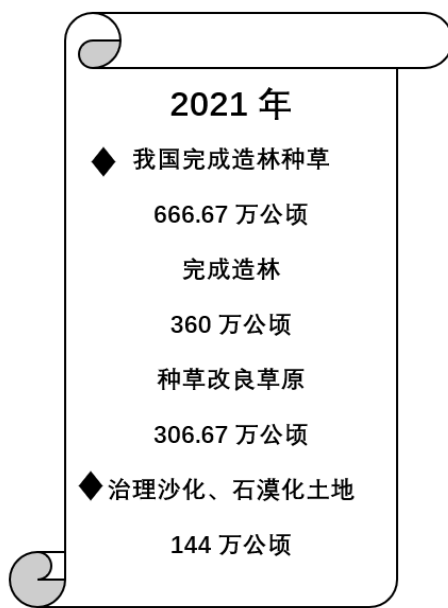 2021 年
我国完成造林种草
666.67 万公顷
完成造林
360 万公顷
种草改良草原
306.67 万公顷
治理沙化、石漠化土地
144 万公顷